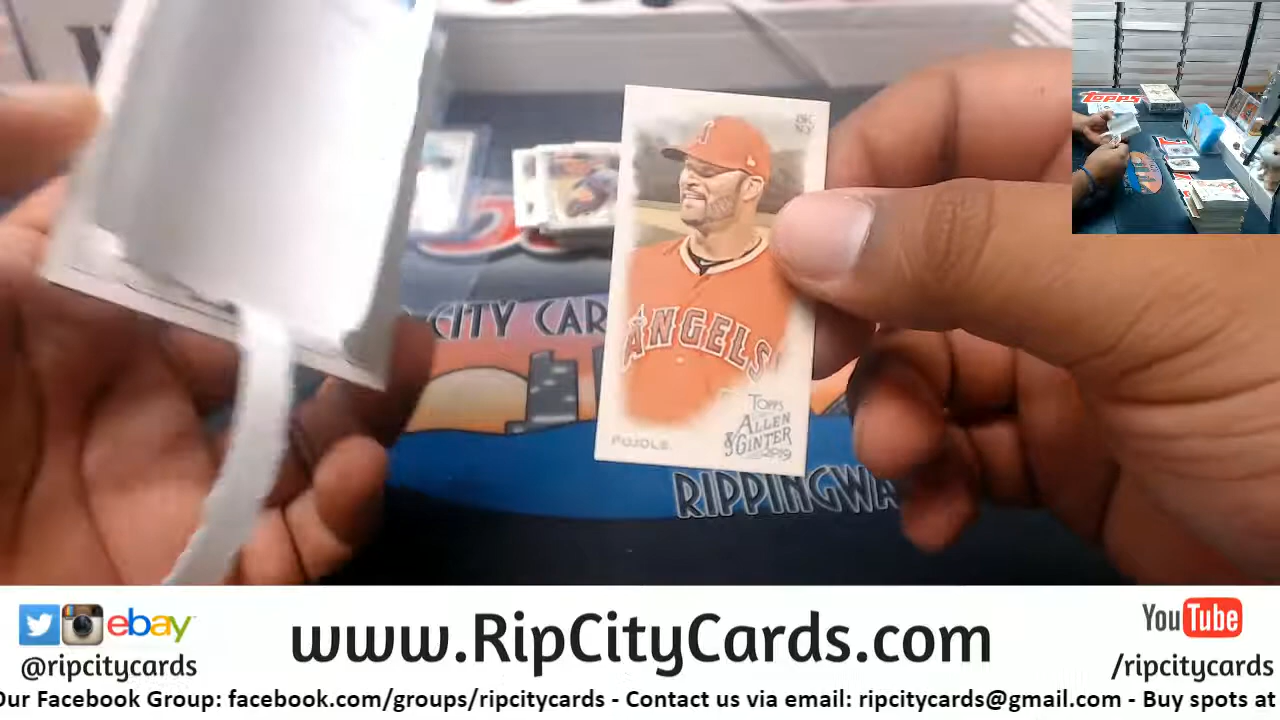 TOPPS
CITY CAR
ANGELS
PUJOLS
TOPPS
ALLEN
& GINTER
2019
RIPPINGWA
ebay
www.RipCityCards.com
YouTube
@ripcitycards
/ripcitycards
Our Facebook Group: facebook.com/groups/ripcitycards - Contact us via email: ripcitycards@gmail.com - Buy spots at